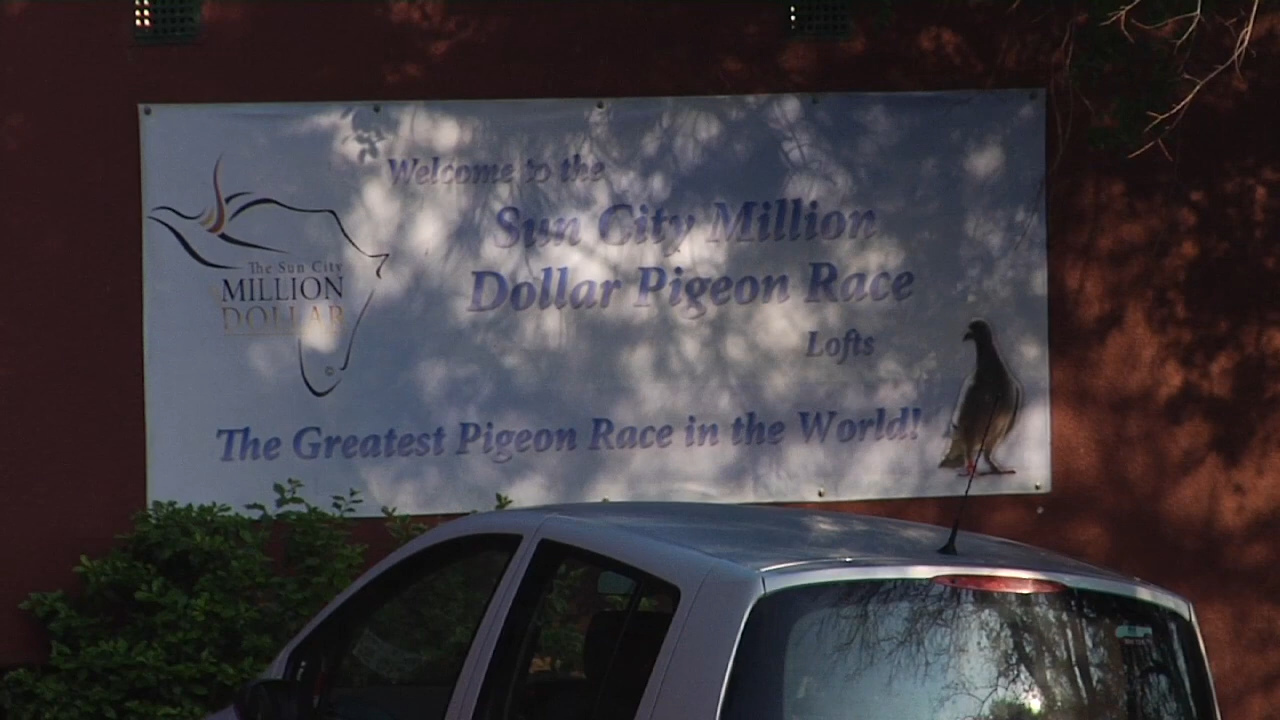 Welcome to the
Sun City Million
Dollar Pigeon Race
Lofts
The Sun City
MILLION
DOLLAR
©
The Greatest Pigeon Race in the World!